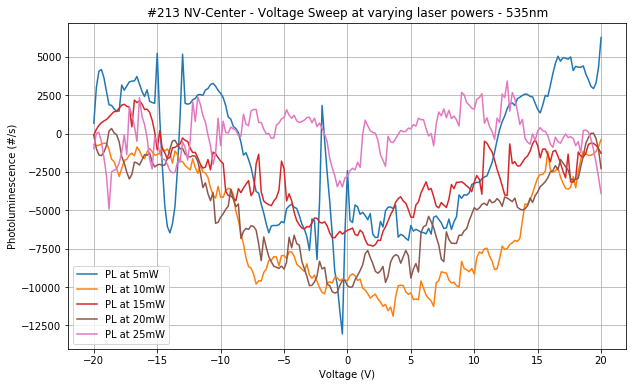 #213 NV-Center - Voltage Sweep at varying laser powers - 535nm
Photoluminescence (#/s)
5000
2500
0
−2500
−5000
−7500
−10000
−12500
PL at 5mW
PL at 10mW
PL at 15mW
PL at 20mW
PL at 25mW
−20 −15 −10 −5 0 5 10 15 20
Voltage (V)